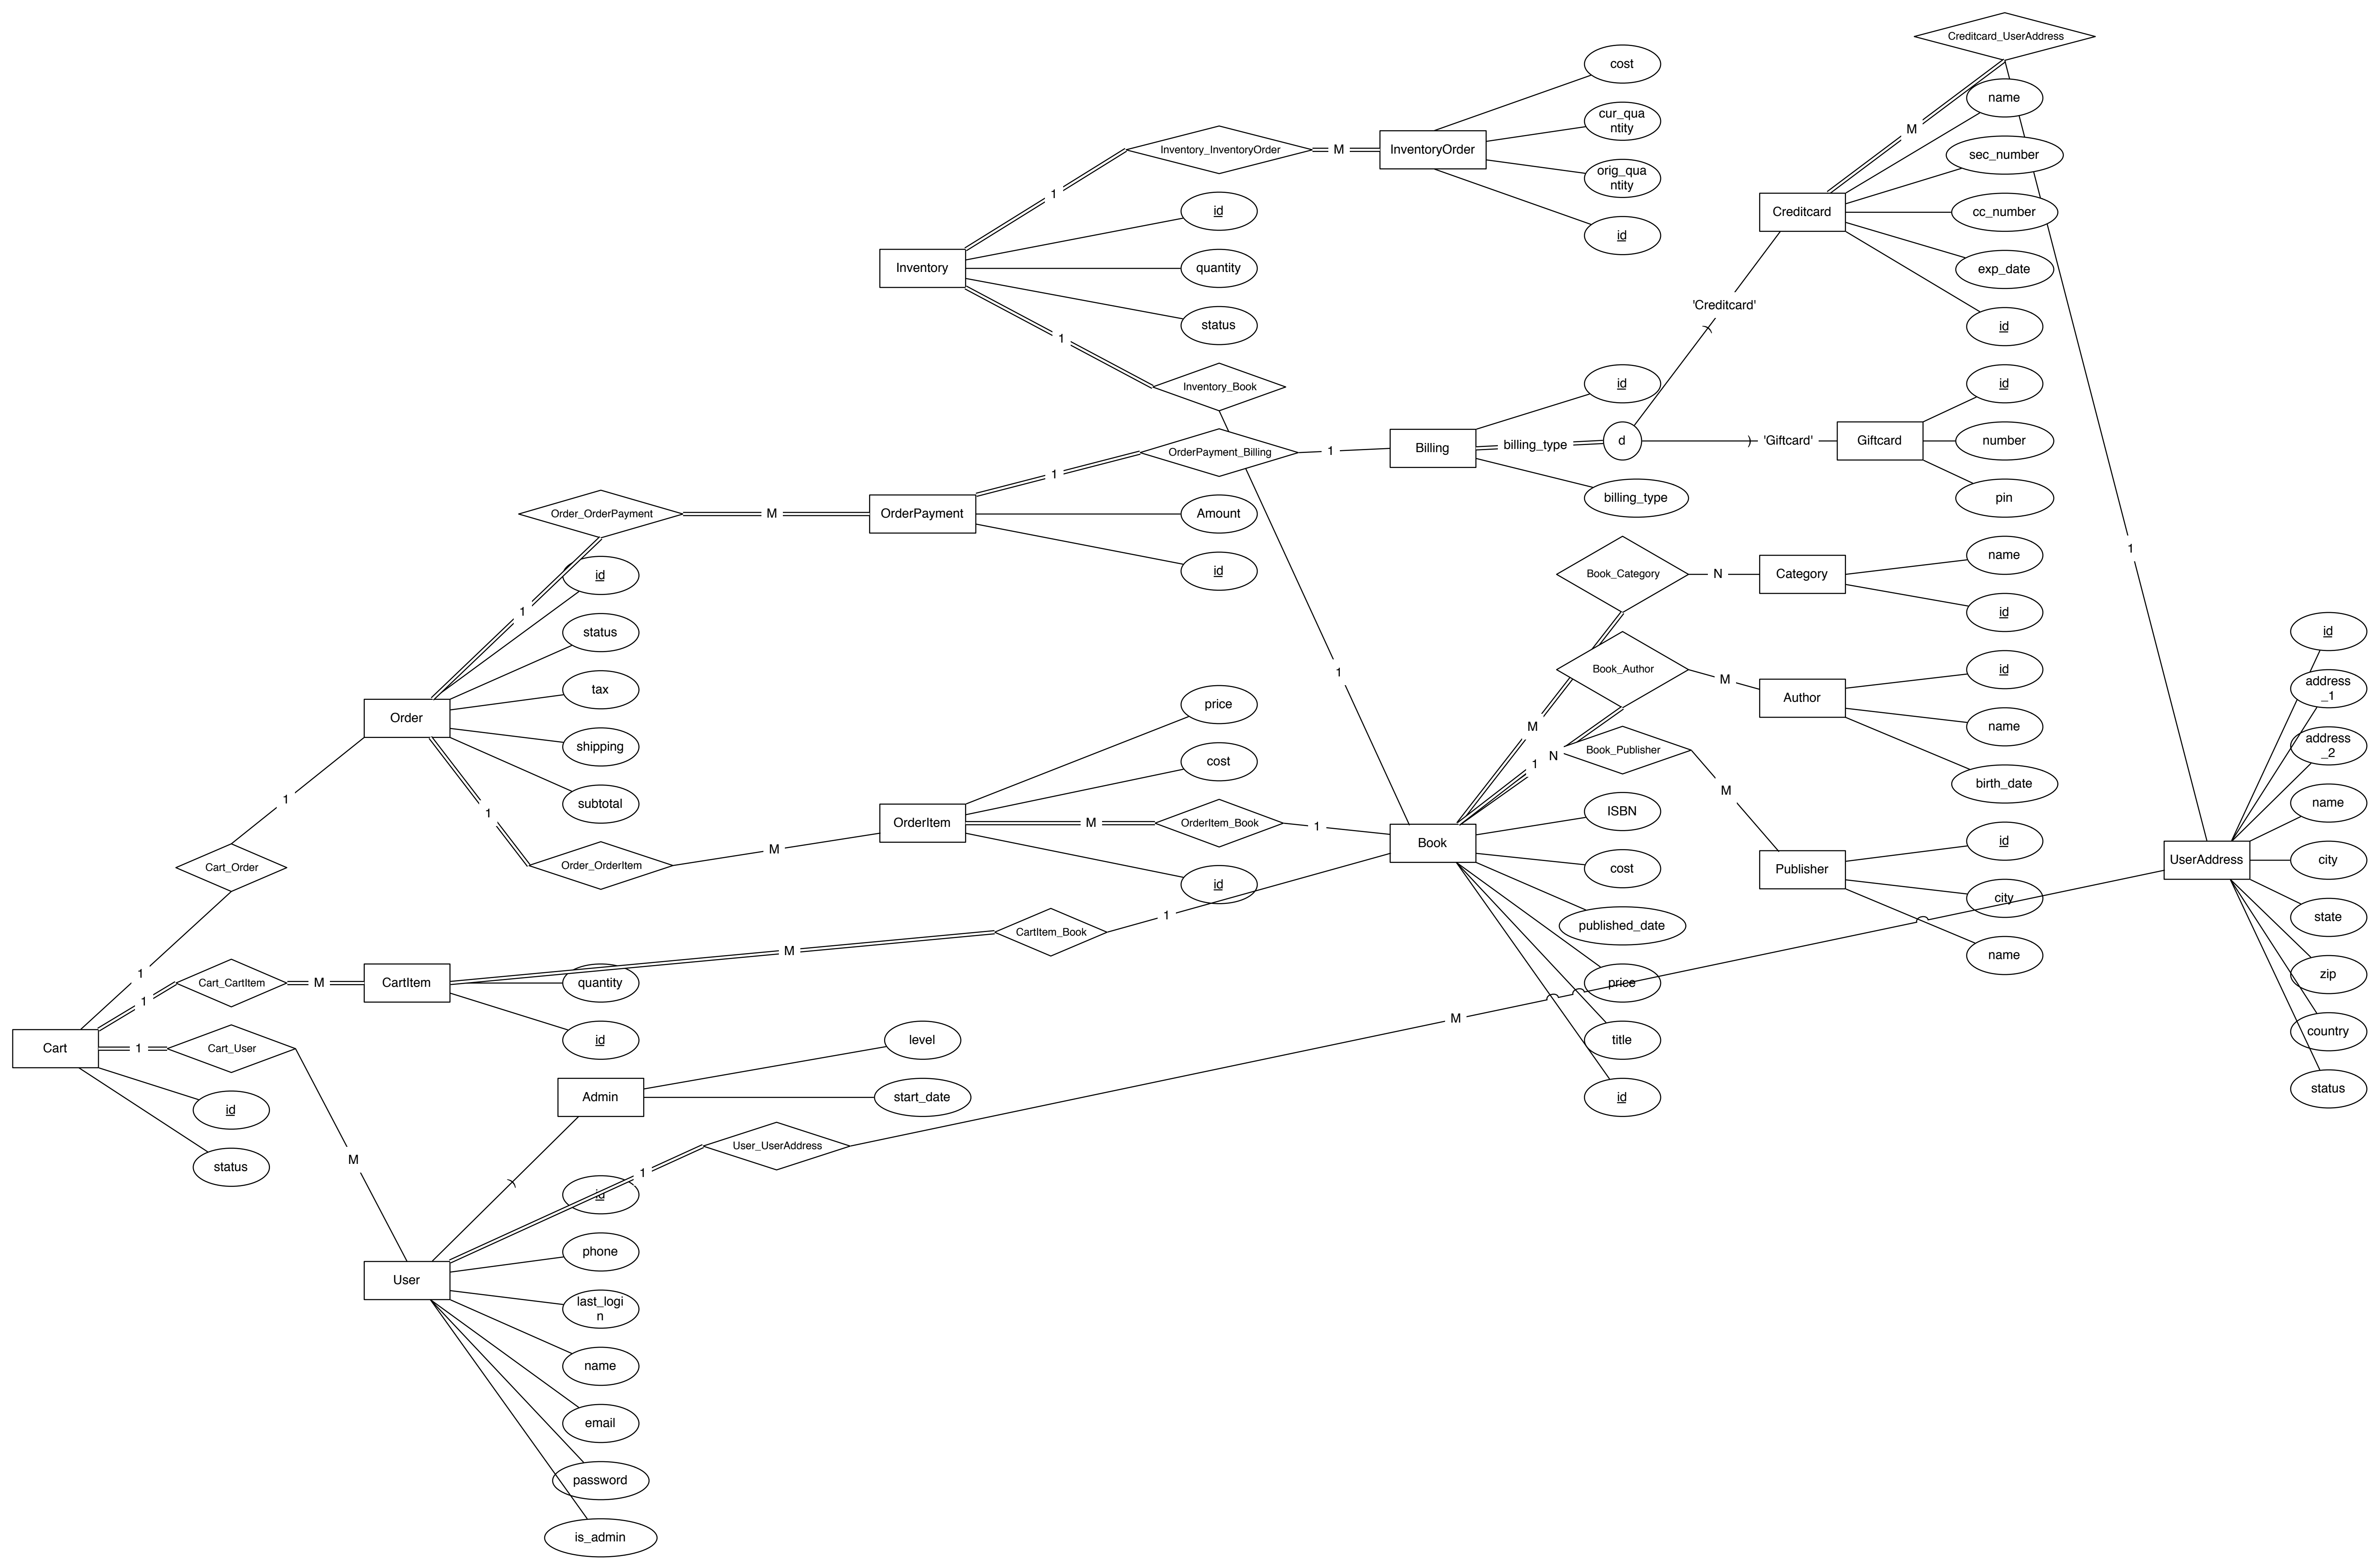 Creditcard_UserAddress
cost
name
cur_qua
ntity
M
Inventory_InventoryOrder
M
InventoryOrder
sec_number
orig_qua
ntity
1
id
Creditcard
cc_number
id
Inventory
quantity
exp_date
'Creditcard'
status
id
1
Inventory_Book
id
id
OrderPayment_Billing
1
Billing
billing_type
d
'Giftcard'
Giftcard
number
1
Order_OrderPayment
M
OrderPayment
Amount
billing_type
pin
1
id
id
Book_Category
N
Category
name
1
id
status
id
address
_1
tax
1
Book_Author
M
Author
id
Order
price
M
name
address
_2
shipping
cost
N
1
Book_Publisher
birth_date
name
1
subtotal
1
OrderItem
M
OrderItem_Book
1
ISBN
M
Book
id
UserAddress
city
Cart_Order
Order_OrderItem
M
id
cost
Publisher
city
state
1
CartItem_Book
published_date
name
1
M
Cart_CartItem
M
CartItem
quantity
price
zip
1
Cart
1
Cart_User
id
level
M
title
country
id
Admin
start_date
id
status
status
M
User_UserAddress
1
id
phone
User
last_logi
n
name
email
password
is_admin